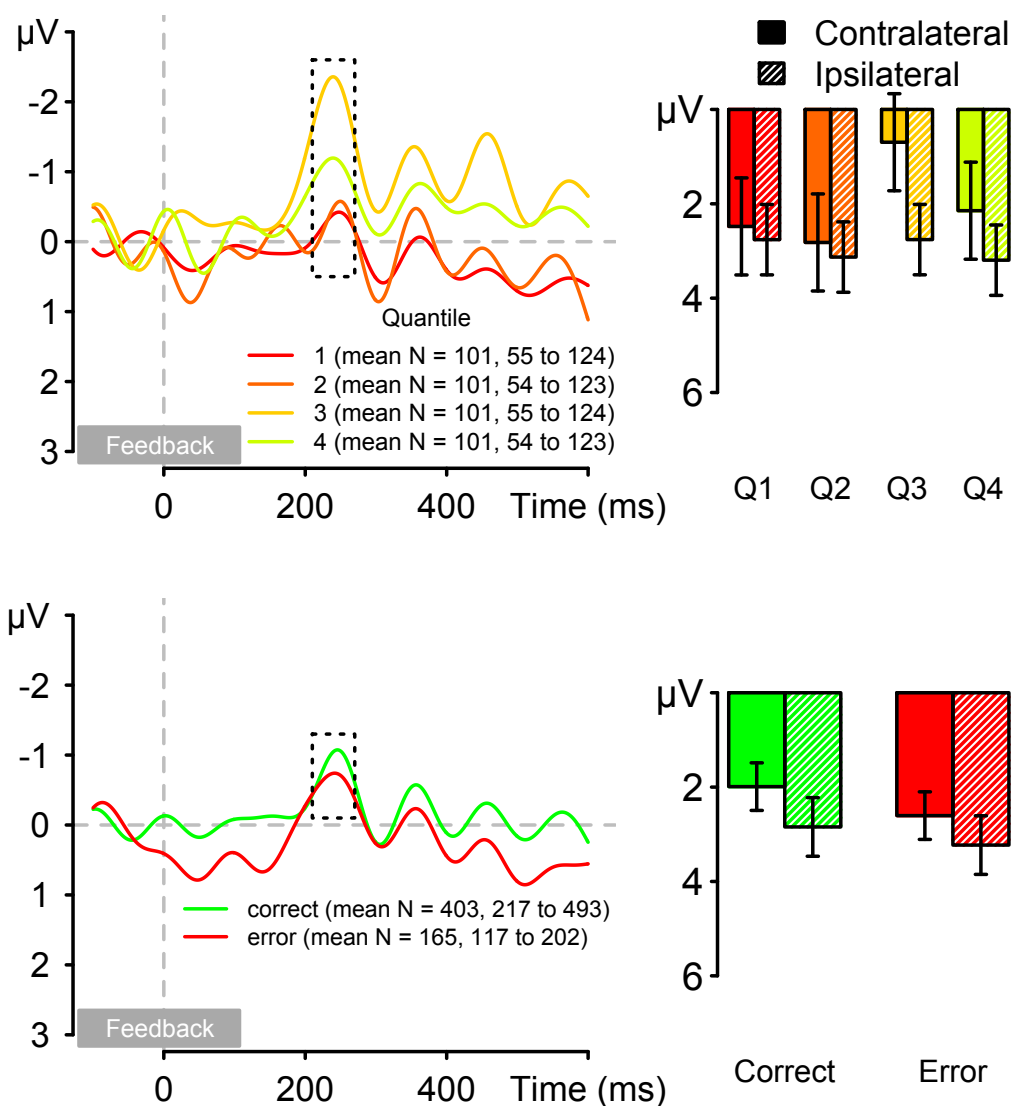 µV
-2
-1
0
1
2
3
Feedback
0
200
400
Time (ms)
Quantile
1 (mean N = 101, 55 to 124)
2 (mean N = 101, 54 to 123)
3 (mean N = 101, 55 to 124)
4 (mean N = 101, 54 to 123)
Contralateral
Ipsilateral
µV
2
4
6
Q1
Q2
Q3
Q4
µV
-2
-1
0
1
2
3
Feedback
0
200
400
Time (ms)
correct (mean N = 403, 217 to 493)
error (mean N = 165, 117 to 202)
µV
2
4
6
Correct
Error